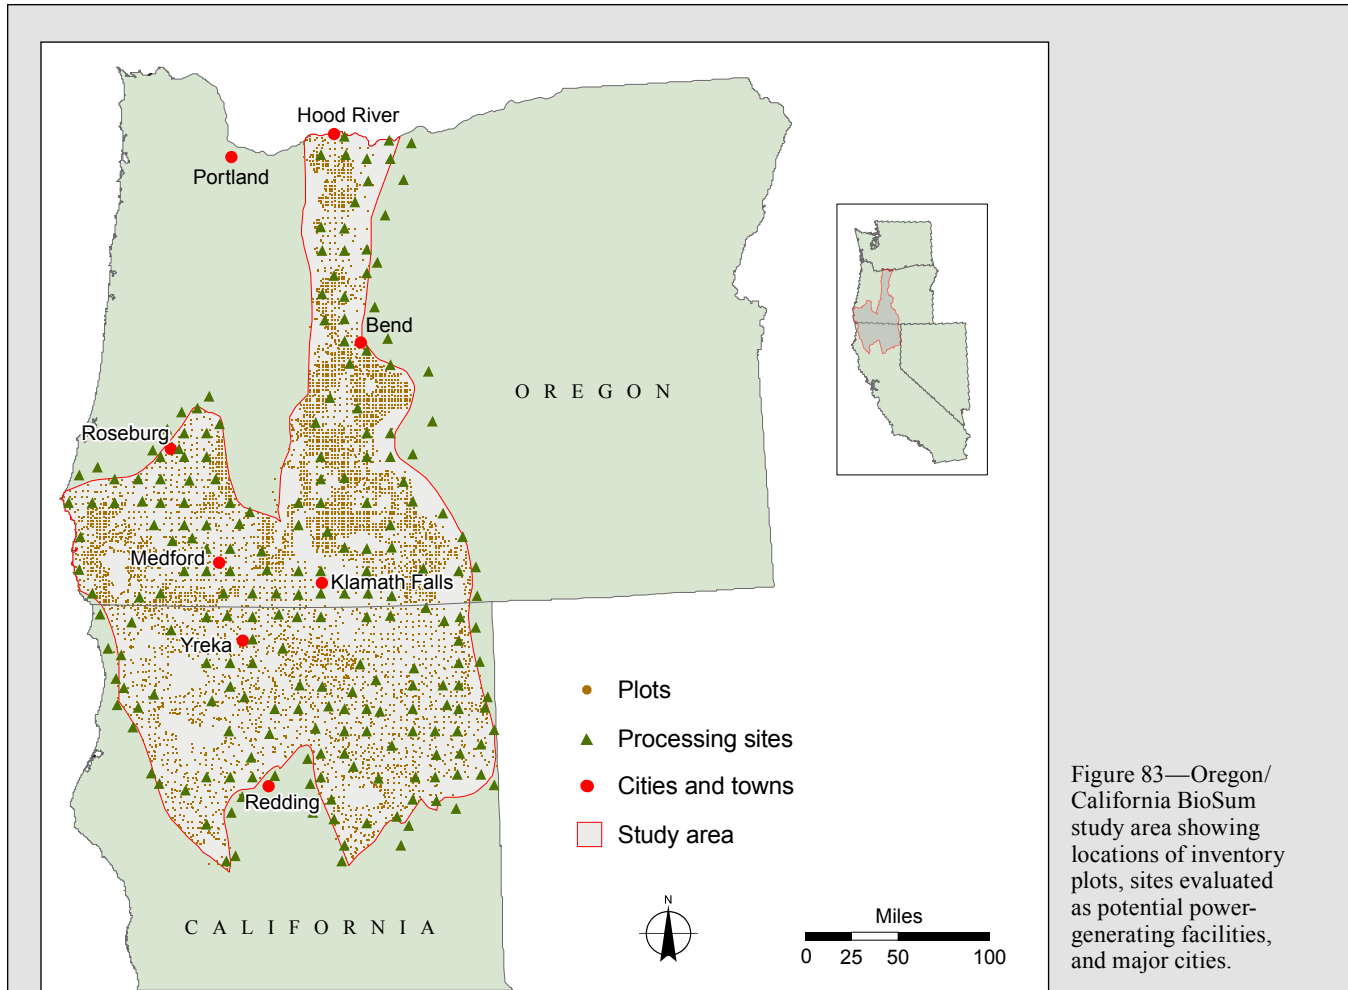 Hood River
Portland
Bend
OREGON
Roseburg
Medford
Klamath Falls
Yreka
Redding
CALIFORNIA
Plots
Processing sites
Cities and towns
Study area
N
Miles
0 25 50 100
Figure 83—Oregon/
California BioSum
study area showing
locations of inventory
plots, sites evaluated
as potential power-
generating facilities,
and major cities.